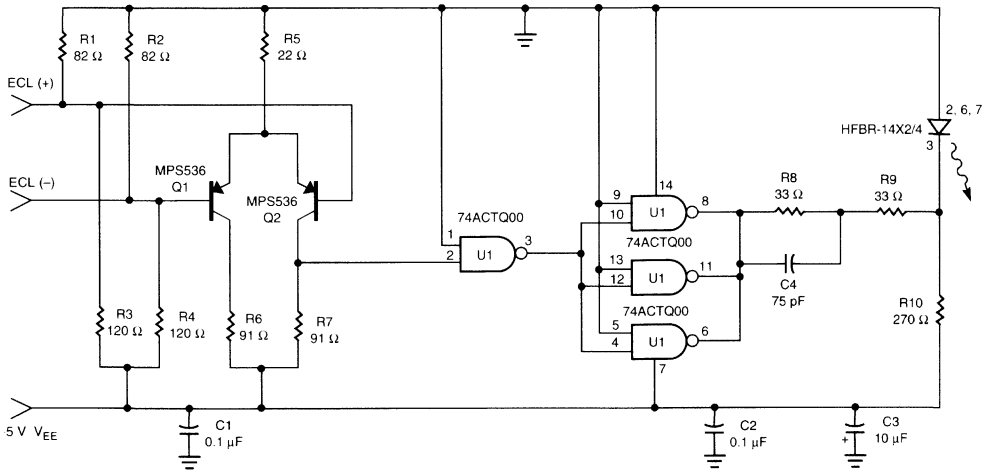 R1
82 Ω
R2
82 Ω
R5
22 Ω
ECL (+)
2, 6, 7
HFBR-14X2/4
3
MPS536
Q1
ECL (–)
MPS536
Q2
14
9
10
U1
8
R8
33 Ω
R9
33 Ω
74ACTQ00
1
2
U1
3
74ACTQ00
13
12
U1
11
C4
75 pF
74ACTQ00
5
4
U1
6
7
R3
120 Ω
R4
120 Ω
R6
91 Ω
R7
91 Ω
R10
270 Ω
5 V VEE
C1
0.1 µF
C2
0.1 µF
+
C3
10 µF